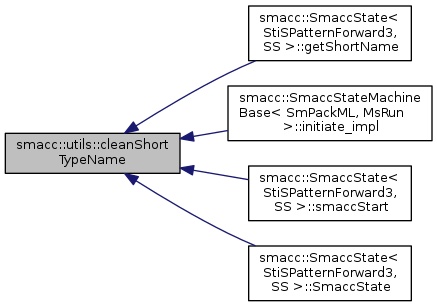 smacc::SmaccState<
StiSPatternForward3,
SS >::getShortName
smacc::SmaccStateMachine
Base< SmPackML, MsRun
>::initiate_impl
smacc::utils::cleanShort
TypeName
smacc::SmaccState<
StiSPatternForward3,
SS >::smaccStart
smacc::SmaccState<
StiSPatternForward3,
SS >::SmaccState